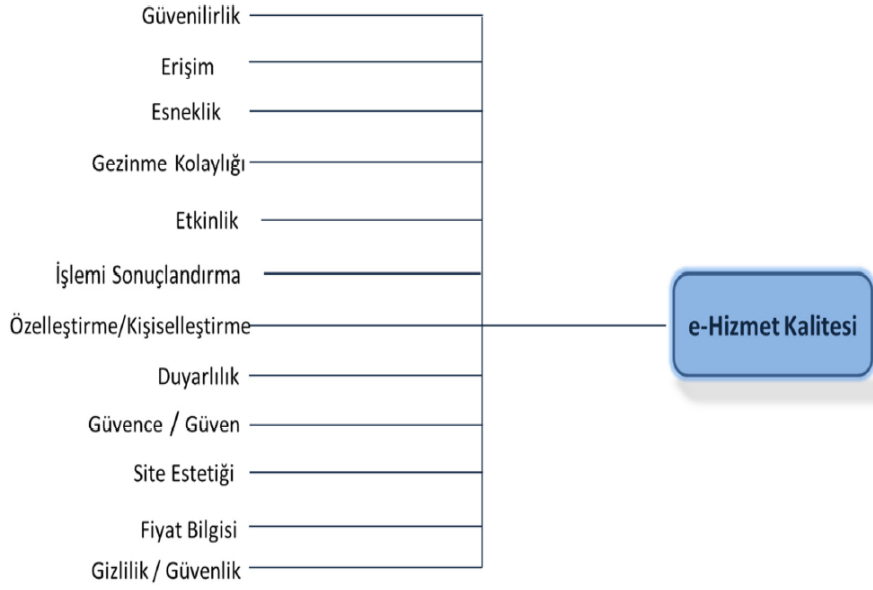 Güvenilirlik
Erişim
Esneklik
Gezinme Kolaylığı
Etkinlik
İşlemi Sonuçlandırma
Özelleştirme/Kişiselleştirme
Duyarlılık
Güvence / Güven
Site Estetiği
Fiyat Bilgisi
Gizlilik / Güvenlik
e-Hizmet Kalitesi